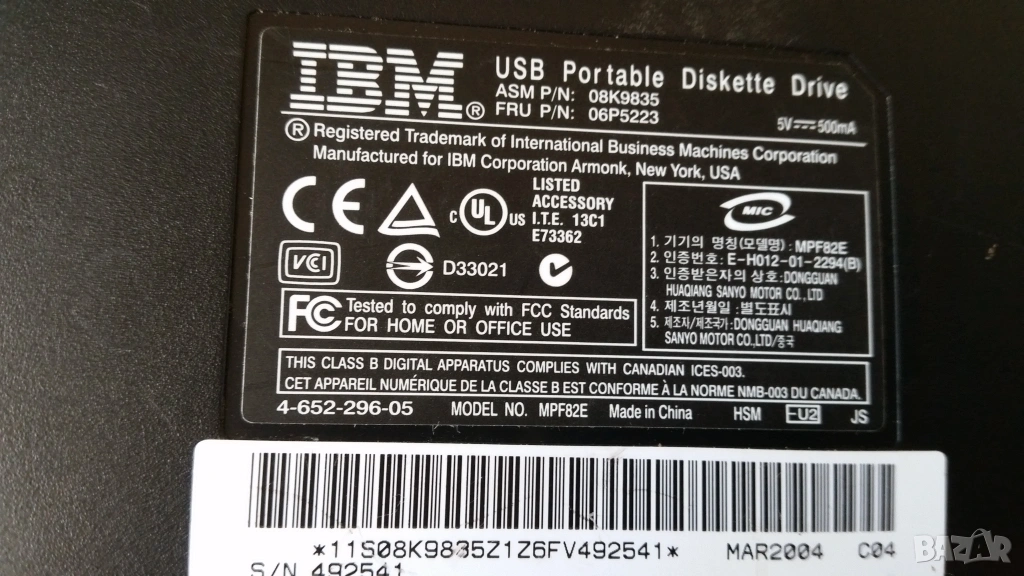 IBM®
USB Portable Diskette Drive
ASM P/N: 08K9835
FRU P/N: 06P5223
5V⎓500mA
® Registered Trademark of International Business Machines Corporation
Manufactured for IBM Corporation Armonk, New York, USA
CE
C UL US
LISTED
ACCESSORY
I.T.E. 13C1
E73362
VCI
D33021
FC Tested to comply with FCC Standards
FOR HOME OR OFFICE USE
MIC
1. 기기의 명칭(모델명) : MPF82E
2. 인증번호: E-H012-01-2294(B)
3. 인증받은자의 상호: DONGGUAN
HUAQIANG SANYO MOTOR CO., LTD
4. 제조년월일 : 별도표시
5. 제조자/제조국가: DONGGUAN HUAQIANG
SANYO MOTOR CO.,LTD/중국
THIS CLASS B DIGITAL APPARATUS COMPLIES WITH CANADIAN ICES-003.
CET APPAREIL NUMÉRIQUE DE LA CLASSE B EST CONFORME À LA NORME NMB-003 DU CANADA.
4-652-296-05 MODEL NO. MPF82E Made in China HSM -U2 JS
*11S08K9835Z1Z6FV492541* MAR2004 C04
S/N 492541
BAZAR